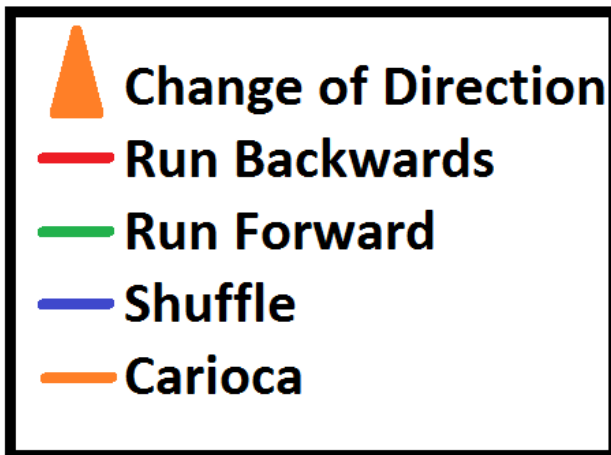 Change of Direction
Run Backwards
Run Forward
Shuffle
Carioca